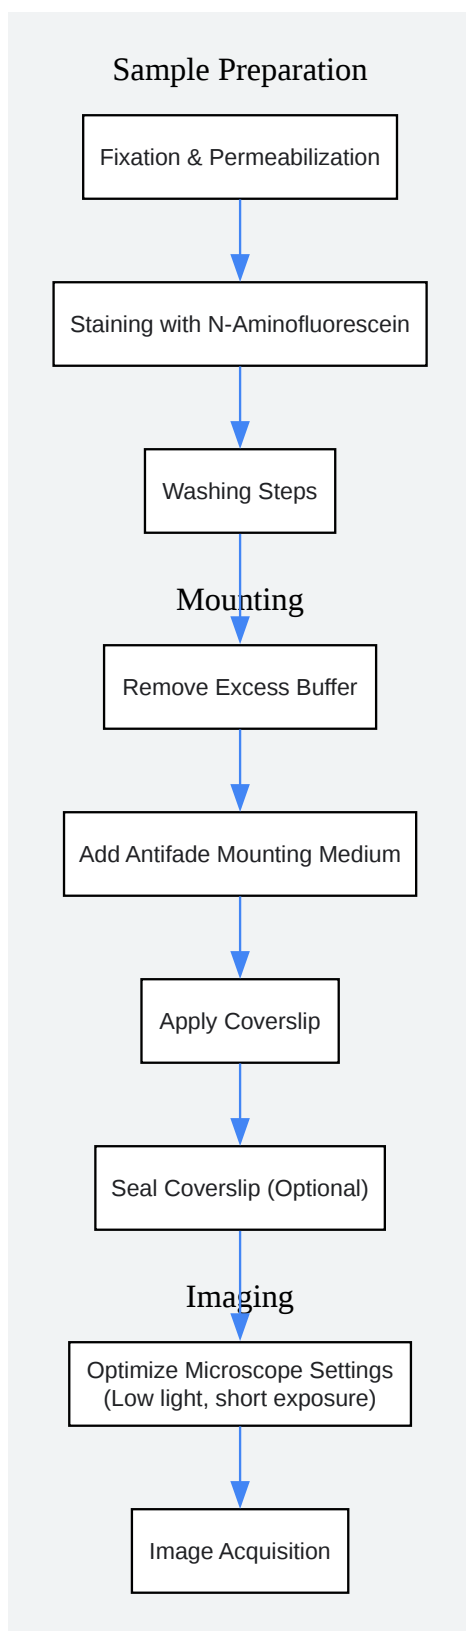 Sample Preparation
Fixation & Permeabilization
Staining with N-Aminofluorescein
Washing Steps
Mounting
Remove Excess Buffer
Add Antifade Mounting Medium
Apply Coverslip
Seal Coverslip (Optional)
Imaging
Optimize Microscope Settings
(Low light, short exposure)
Image Acquisition